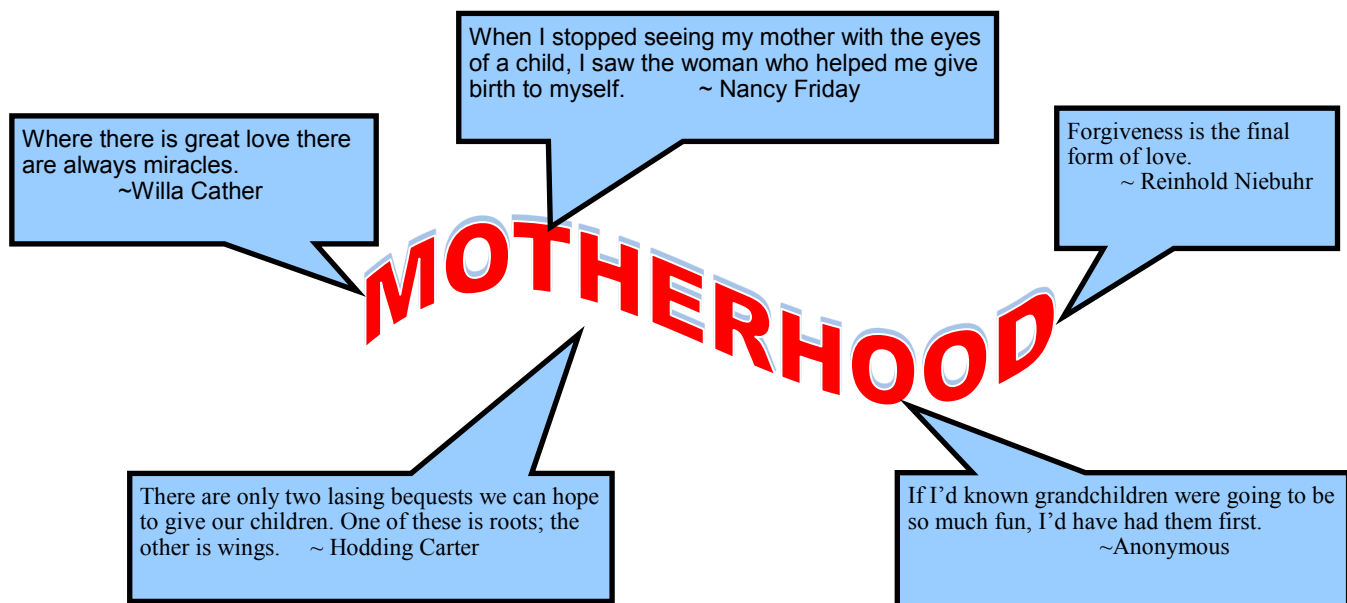 When I stopped seeing my mother with the eyes
of a child, I saw the woman who helped me give
birth to myself. ~ Nancy Friday
Where there is great love there
are always miracles.
~Willa Cather
Forgiveness is the final
form of love.
~ Reinhold Niebuhr
MOTHERHOOD
There are only two lasing bequests we can hope
to give our children. One of these is roots; the
other is wings. ~ Hodding Carter
If I’d known grandchildren were going to be
so much fun, I’d have had them first.
~Anonymous